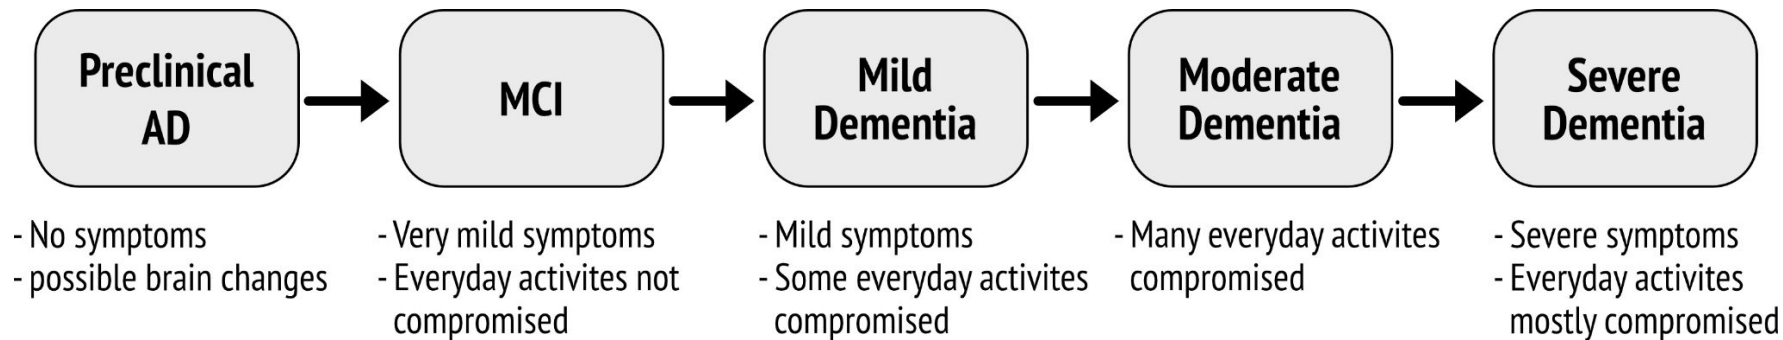 Preclinical
AD
MCI
Mild
Dementia
Moderate
Dementia
Severe
Dementia
- No symptoms
- possible brain changes
- Very mild symptoms
- Everyday activites not
compromised
- Mild symptoms
- Some everyday activites
compromised
- Many everyday activites
compromised
- Severe symptoms
- Everyday activites
mostly compromised